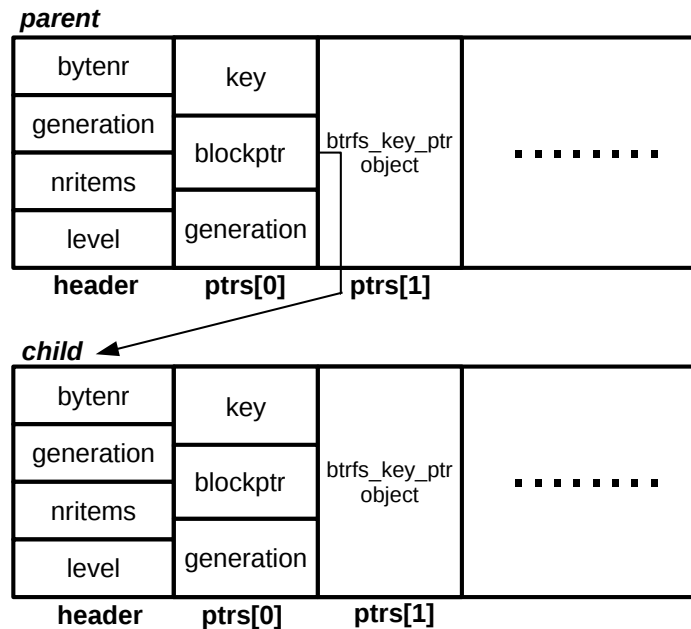 parent
bytenr
generation
nritems
level
header
key
blockptr
generation
ptrs[0]
btrfs_key_ptr
object
ptrs[1]
........
child
bytenr
generation
nritems
level
header
key
blockptr
generation
ptrs[0]
btrfs_key_ptr
object
ptrs[1]
........